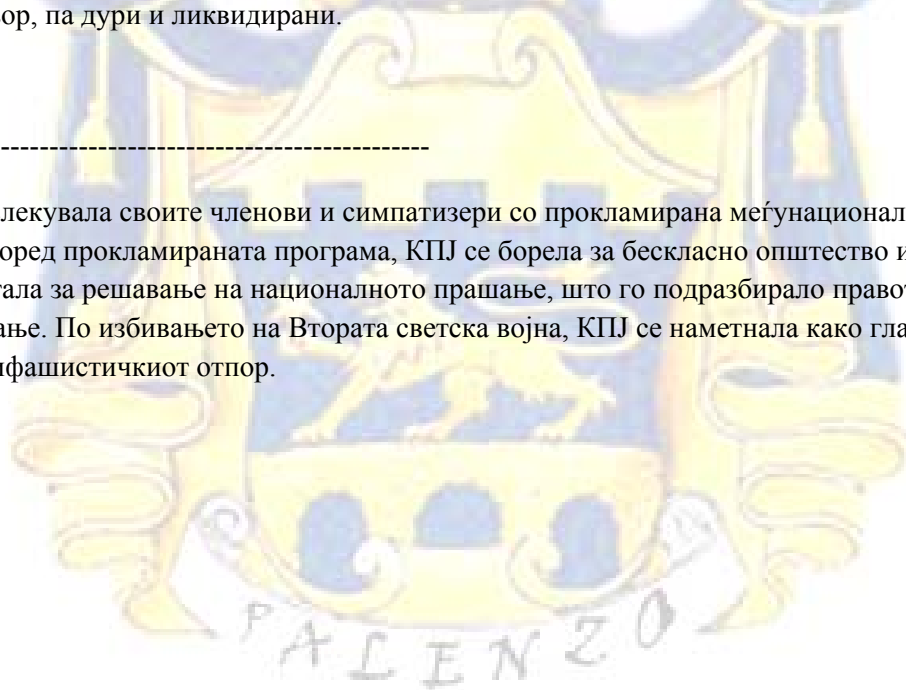 ор, па дури и ликвидирани.
--------------------------------------------
лекувала своите членови и симпатизери со прокламирана меѓунационал
оред прокламираната програма, КПЈ се борела за бескласно општество и
ала за решавање на националното прашање, што го подразбирало правот
ање. По избивањето на Втората светска војна, КПЈ се наметнала како гла
ифашистичкиот отпор.
PALENZO